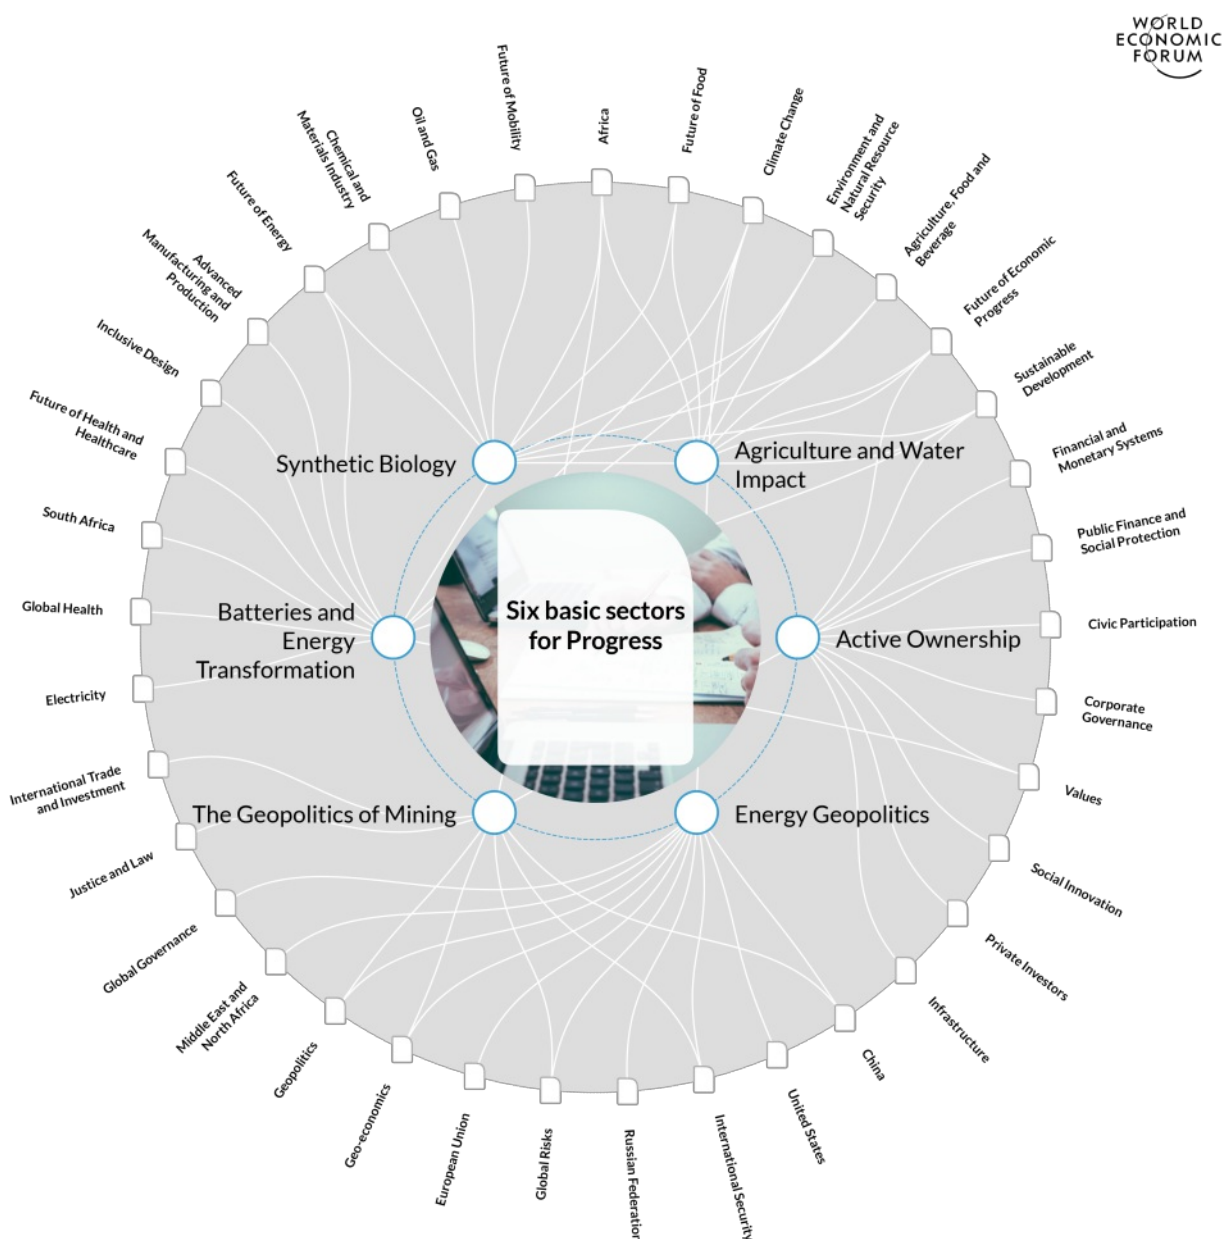 WORLD
ECONOMIC
FORUM
Future of Mobility
Africa
Future of Food
Climate Change
Environment and
Natural Resource
Security
Agriculture, Food and
Beverage
Future of Economic
Progress
Sustainable
Development
Financial and
Monetary Systems
Public Finance and
Social Protection
Civic Participation
Corporate
Governance
Values
Social Innovation
Private Investors
Infrastructure
China
United States
International Security
Russian Federation
Global Risks
European Union
Geo-economics
Geopolitics
Middle East and
North Africa
Global Governance
Justice and Law
International Trade
and Investment
Electricity
Global Health
South Africa
Future of Health and
Healthcare
Inclusive Design
Advanced
Manufacturing and
Production
Future of Energy
Chemical and
Materials Industry
Oil and Gas
Synthetic Biology
Agriculture and Water
Impact
Batteries and
Energy
Transformation
Six basic sectors
for Progress
Active Ownership
The Geopolitics of Mining
Energy Geopolitics